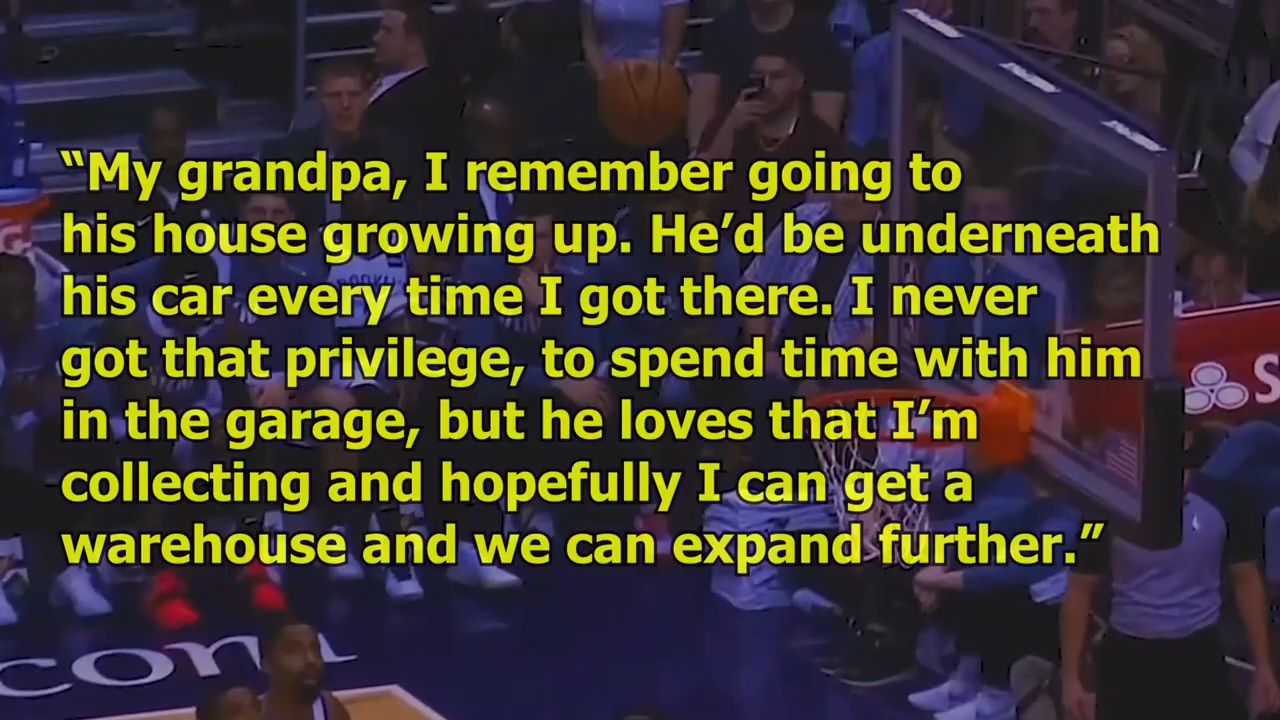 “My grandpa, I remember going to
his house growing up. He’d be underneath
his car every time I got there. I never
got that privilege, to spend time with him
in the garage, but he loves that I’m
collecting and hopefully I can get a
warehouse and we can expand further.”
com